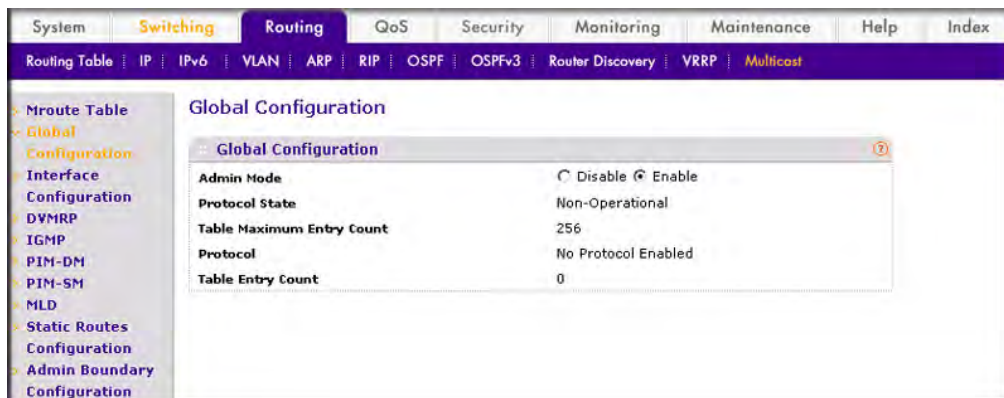 System Switching Routing QoS Security Monitoring Maintenance Help Index
Routing Table IP IPv6 VLAN ARP RIP OSPF OSPFv3 Router Discovery VRRP Multicast
Mroute Table
Global
Configuration
Interface
Configuration
DVMRP
IGMP
PIM-DM
PIM-SM
MLD
Static Routes
Configuration
Admin Boundary
Configuration
Global Configuration
Global Configuration ?
Admin Mode Disable Enable
Protocol State Non-Operational
Table Maximum Entry Count 256
Protocol No Protocol Enabled
Table Entry Count 0